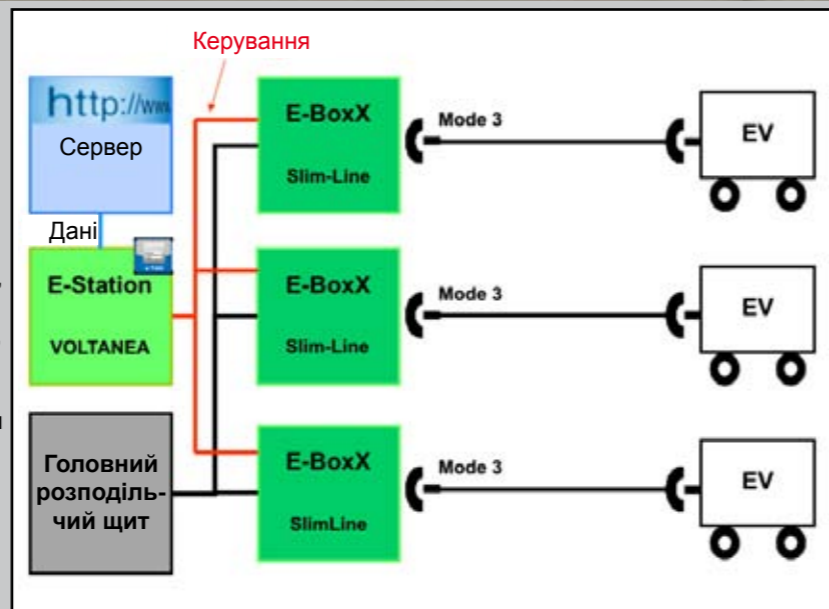 Керування
http://www
Сервер
Дані
E-Station
VOLTANEA
Головний
розподіль-
чий щит
E-BoxX
Slim-Line
Mode 3
EV
E-BoxX
Slim-Line
Mode 3
EV
E-BoxX
SlimLine
Mode 3
EV